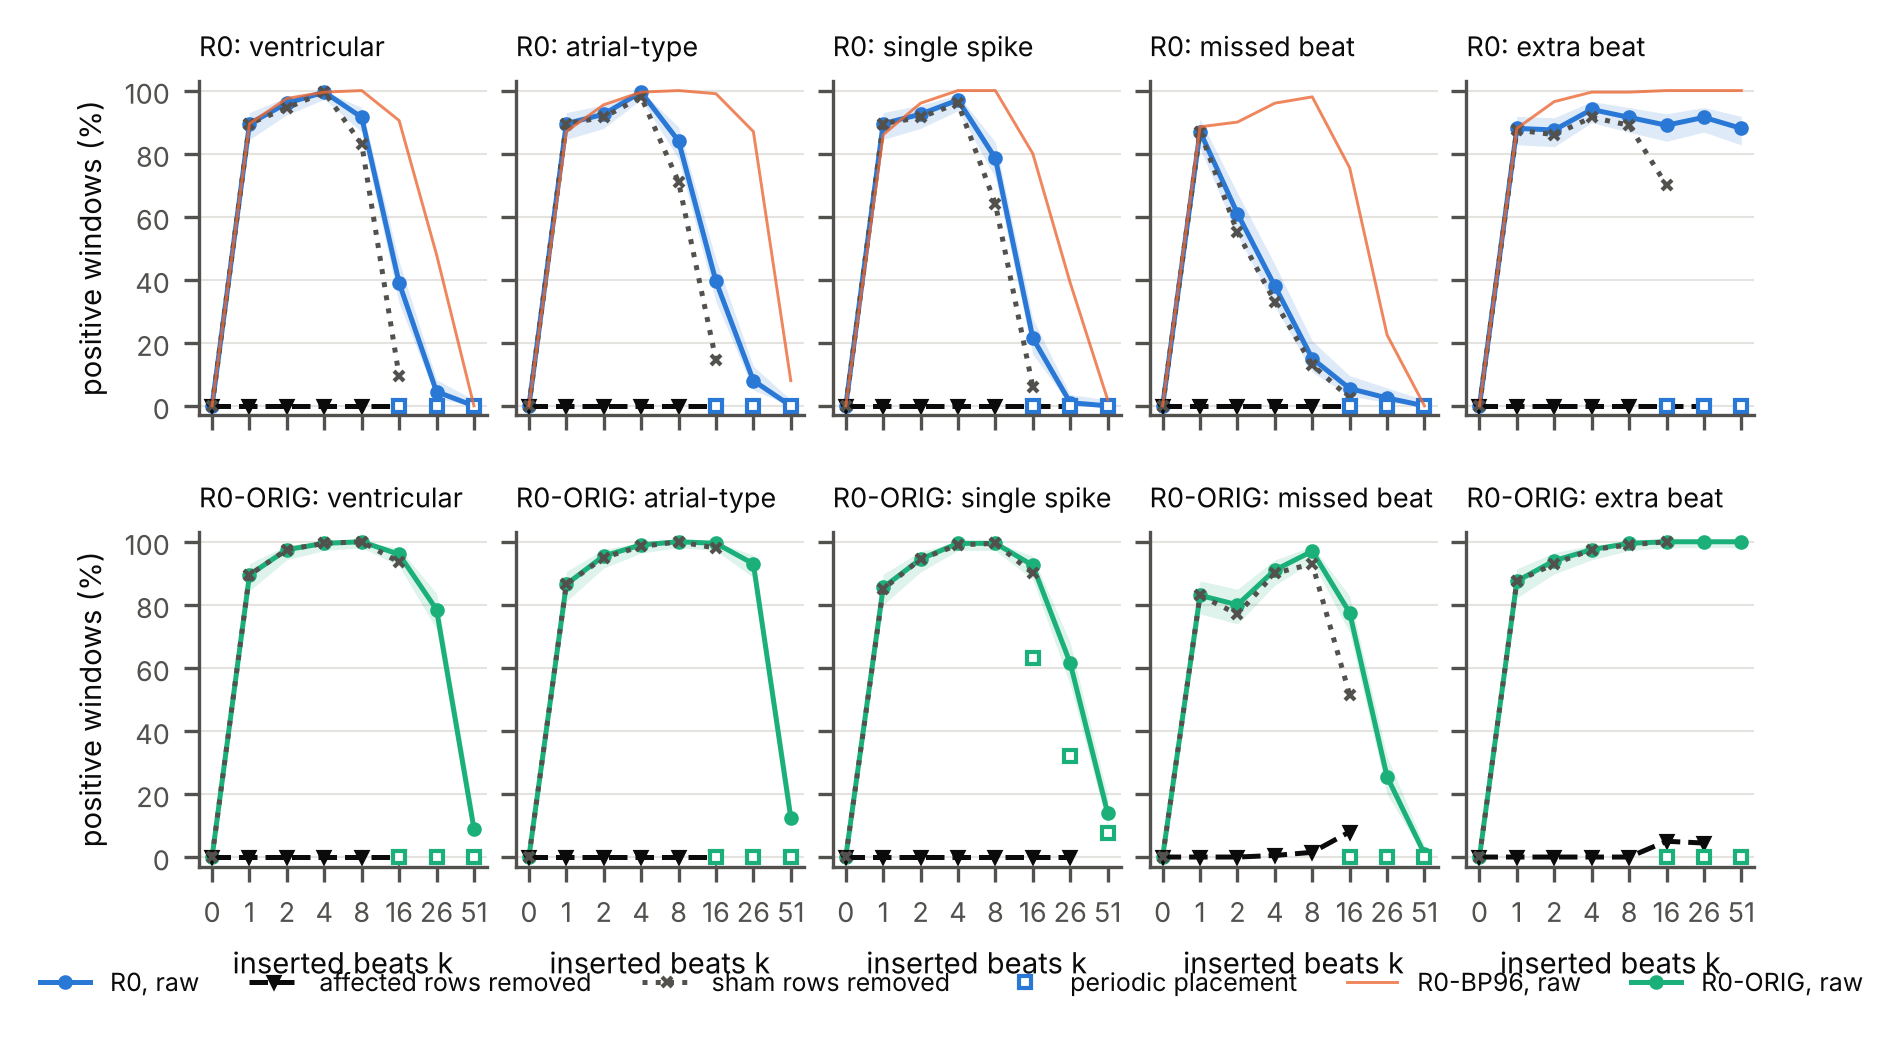 R0: ventricular
R0: atrial-type
R0: single spike
R0: missed beat
R0: extra beat
positive windows (%)
100
80
60
40
20
0
R0-ORIG: ventricular
R0-ORIG: atrial-type
R0-ORIG: single spike
R0-ORIG: missed beat
R0-ORIG: extra beat
positive windows (%)
100
80
60
40
20
0
0 1 2 4 8 16 26 51
0 1 2 4 8 16 26 51
0 1 2 4 8 16 26 51
0 1 2 4 8 16 26 51
0 1 2 4 8 16 26 51
inserted beats k
inserted beats k
inserted beats k
inserted beats k
inserted beats k
R0, raw
affected rows removed
sham rows removed
periodic placement
R0-BP96, raw
R0-ORIG, raw